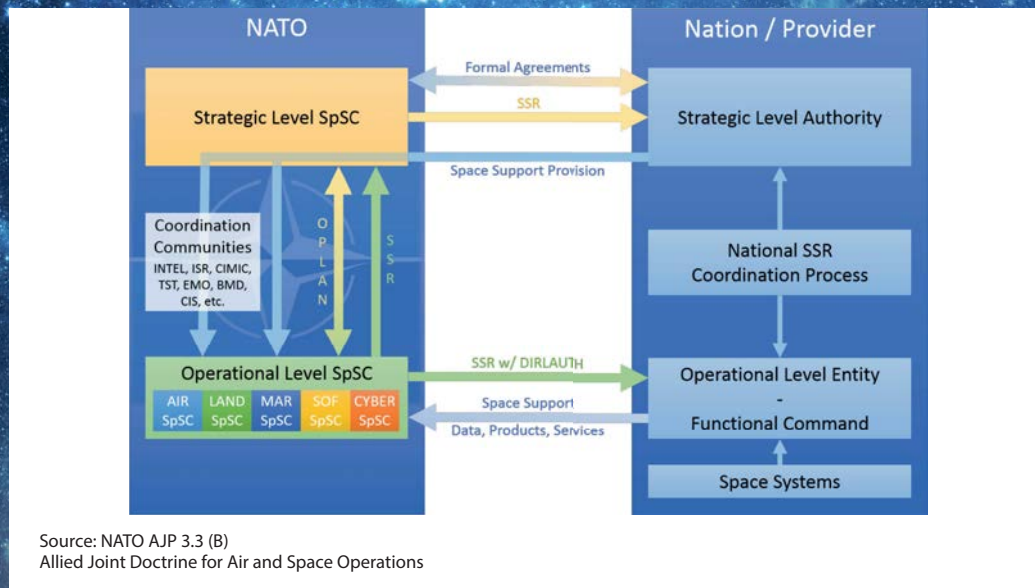 NATO
Nation / Provider
Formal Agreements
SSR
Strategic Level SpSC
Strategic Level Authority
Space Support Provision
Coordination
Communities
INTEL, ISR, CIMIC,
TST, EMO, BMD,
CIS, etc.
OPLAN
SSR
National SSR
Coordination Process
Operational Level SpSC
AIR
SpSC
LAND
SpSC
MAR
SpSC
SOF
SpSC
CYBER
SpSC
SSR w/ DIRLAUTH
Space Support
Data, Products, Services
Operational Level Entity
-
Functional Command
Space Systems
Source: NATO AJP 3.3 (B)
Allied Joint Doctrine for Air and Space Operations